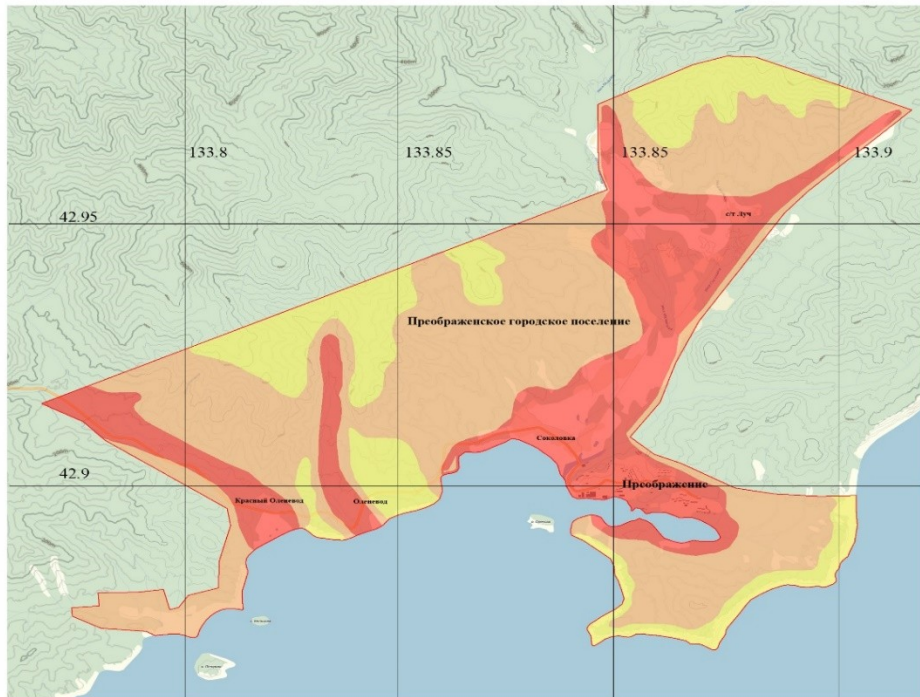 133.8
133.85
133.85
133.9
42.95
с/т Луч
Преображенское городское поселение
Соколовка
42.9
Преображение
Красный Оленевод
Оленевод